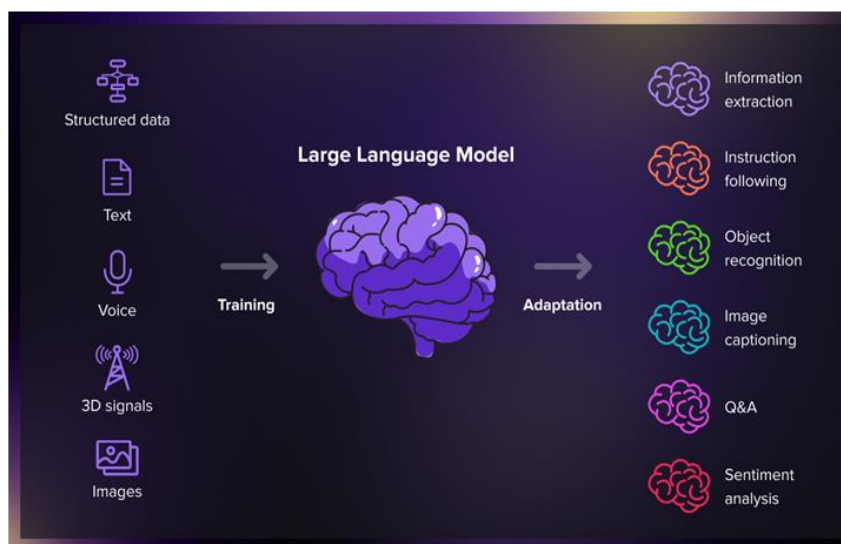 Structured data
Text
Voice
3D signals
Images
Training
Large Language Model
Adaptation
Information
extraction
Instruction
following
Object
recognition
Image
captioning
Q&A
Sentiment
analysis